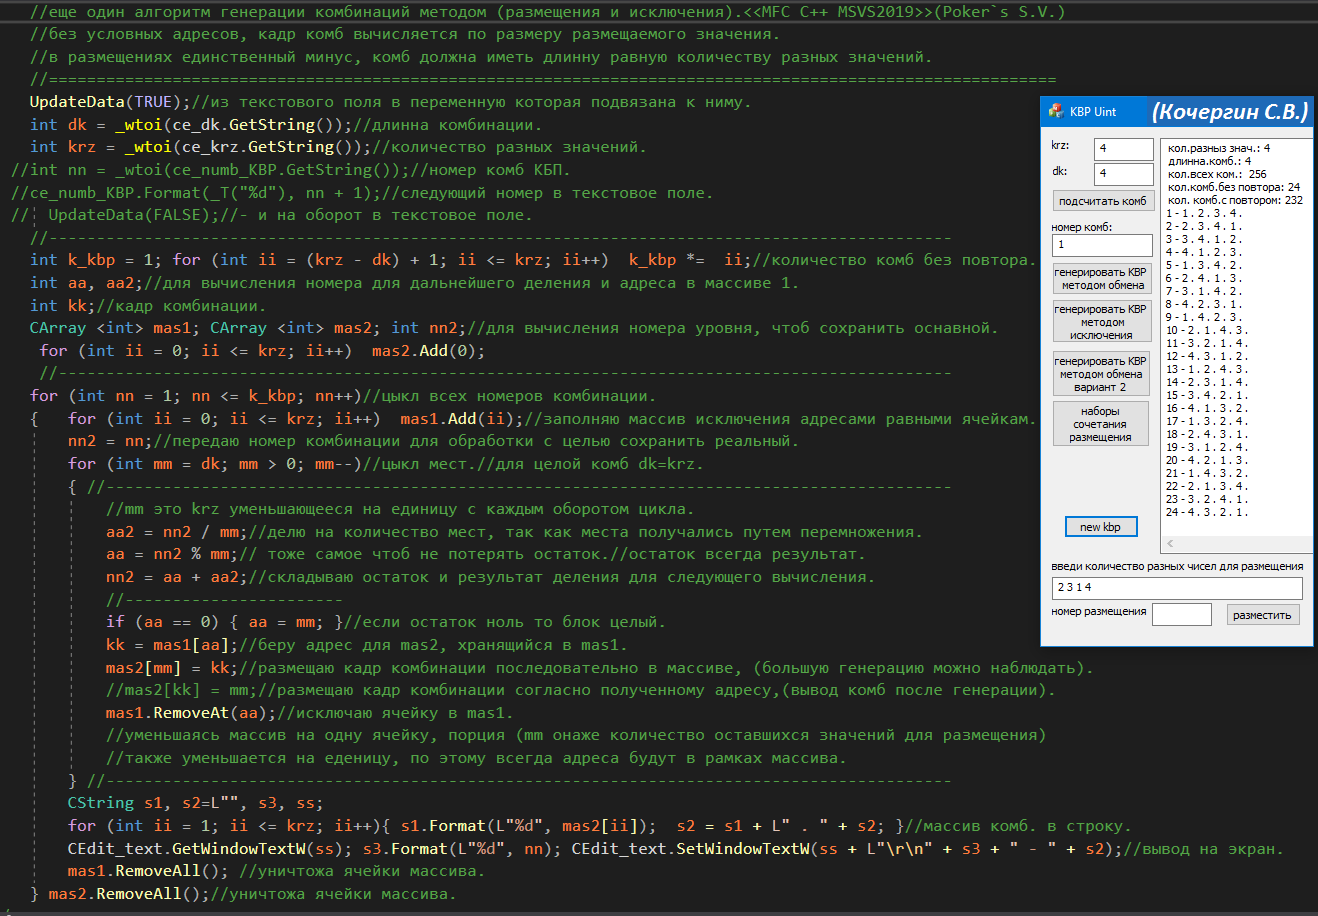 //еще один алгоритм генерации комбинаций методом (размещения и исключения).<<MFC C++ MSVS2019>>(Poker`s S.V.)
//без условных адресов, кадр комб вычисляется по размеру размещаемого значения.
//в размещениях единственный минус, комб должна иметь длинну равную количеству разных значений.
//==========================================================================================================
UpdateData(TRUE);//из текстового поля в переменную которая подвязана к ниму.
int dk = _wtoi(ce_dk.GetString());//длинна комбинации.
int krz = _wtoi(ce_krz.GetString());//количество разных значений.
//int nn = _wtoi(ce_numb_KBP.GetString());//номер комб КБП.
//ce_numb_KBP.Format(_T("%d"), nn + 1);//следующий номер в текстовое поле.
// UpdateData(FALSE);//- и на оборот в текстовое поле.
//-----------------------------------------------------------------------------------------------
int k_kbp = 1; for (int ii = (krz - dk) + 1; ii <= krz; ii++)  k_kbp *=  ii;//количество комб без повтора.
int aa, aa2;//для вычисления номера для дальнейшего деления и адреса в массиве 1.
int kk;//кадр комбинации.
CArray <int> mas1; CArray <int> mas2; int nn2;//для вычисления номера уровня, чтоб сохранить оснавной.
for (int ii = 0; ii <= krz; ii++)  mas2.Add(0);
//----------------------------------------------------------------------------------------------
for (int nn = 1; nn <= k_kbp; nn++)//цыкл всех номеров комбинации.
{   for (int ii = 0; ii <= krz; ii++)  mas1.Add(ii);//заполняю массив исключения адресами равными ячейкам.
nn2 = nn;//передаю номер комбинации для обработки с целью сохранить реальный.
for (int mm = dk; mm > 0; mm--)//цыкл мест.//для целой комб dk=krz.
{ //-----------------------------------------------------------------------------------------
//mm это krz уменьшающееся на единицу с каждым оборотом цикла.
aa2 = nn2 / mm;//делю на количество мест, так как места получались путем перемножения.
aa = nn2 % mm;// тоже самое чтоб не потерять остаток.//остаток всегда результат.
nn2 = aa + aa2;//складываю остаток и результат деления для следующего вычисления.
//-----------------------
if (aa == 0) { aa = mm; }//если остаток ноль то блок целый.
kk = mas1[aa];//беру адрес для mas2, хранящийся в mas1.
mas2[mm] = kk;//размещаю кадр комбинации последовательно в массиве, (большую генерацию можно наблюдать).
//mas2[kk] = mm;//размещаю кадр комбинации согласно полученному адресу,(вывод комб после генерации).
mas1.RemoveAt(aa);//исключаю ячейку в mas1.
//уменьшаясь массив на одну ячейку, порция (mm онаже количество оставшихся значений для размещения)
//также уменьшается на еденицу, по этому всегда адреса будут в рамках массива.
} //-----------------------------------------------------------------------------------------
CString s1, s2=L"", s3, ss;
for (int ii = 1; ii <= krz; ii++){ s1.Format(L"%d", mas2[ii]);  s2 = s1 + L" . " + s2; }//массив комб. в строку.
CEdit_text.GetWindowTextW(ss); s3.Format(L"%d", nn); CEdit_text.SetWindowTextW(ss + L"\r\n" + s3 + " - " + s2);//вывод на экран.
mas1.RemoveAll(); //уничтожа ячейки массива.
} mas2.RemoveAll();//уничтожа ячейки массива.
KBP Uint (Кочергин С.В.)
krz: 4
dk: 4
подсчитать комб
номер комб:
1
генерировать КВР
методом обмена
генерировать КВР
методом
исключения
генерировать КВР
методом обмена
вариант 2
наборы
сочетания
размещения
new kbp
кол.разныз знач.: 4
длинна.комб.: 4
кол.всех ком.: 256
кол.комб.без повтора: 24
кол. комб.с повтором: 232
1 - 1 . 2 . 3 . 4 .
2 - 2 . 3 . 4 . 1 .
3 - 3 . 4 . 1 . 2 .
4 - 4 . 1 . 2 . 3 .
5 - 1 . 3 . 4 . 2 .
6 - 2 . 4 . 1 . 3 .
7 - 3 . 1 . 4 . 2 .
8 - 4 . 2 . 3 . 1 .
9 - 1 . 4 . 2 . 3 .
10 - 2 . 1 . 4 . 3 .
11 - 3 . 2 . 1 . 4 .
12 - 4 . 3 . 1 . 2 .
13 - 1 . 2 . 4 . 3 .
14 - 2 . 3 . 1 . 4 .
15 - 3 . 4 . 2 . 1 .
16 - 4 . 1 . 3 . 2 .
17 - 1 . 3 . 2 . 4 .
18 - 2 . 4 . 3 . 1 .
19 - 3 . 1 . 2 . 4 .
20 - 4 . 2 . 1 . 3 .
21 - 1 . 4 . 3 . 2 .
22 - 2 . 1 . 3 . 4 .
23 - 3 . 2 . 4 . 1 .
24 - 4 . 3 . 2 . 1 .
введи количество разных чисел для размещения
2 3 1 4
номер размещения
разместить